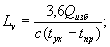 L_v = 3,6Q_изб / c(t_ух − t_пр);